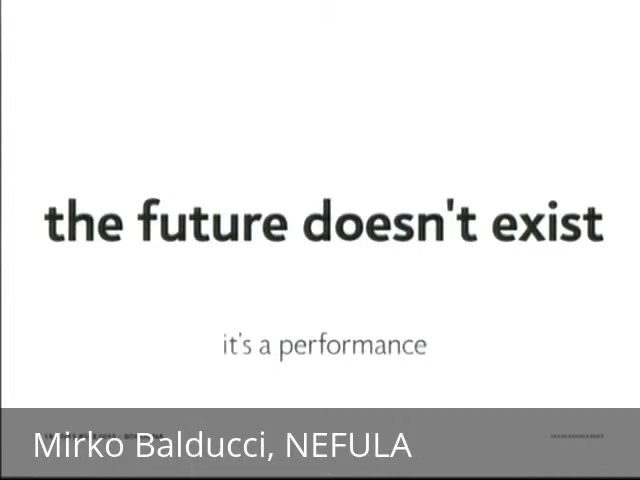 the future doesn't exist
it's a performance
Mirko Balducci, NEFULA